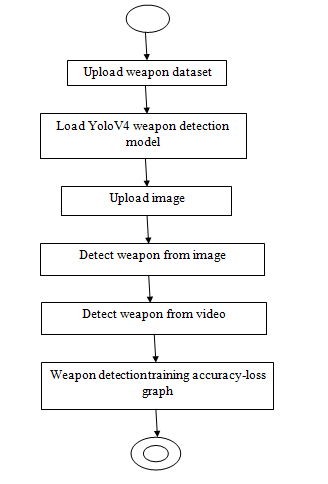 Upload weapon dataset
Load YoloV4 weapon detection
model
Upload image
Detect weapon from image
Detect weapon from video
Weapon detectiontraining accuracy-loss
graph